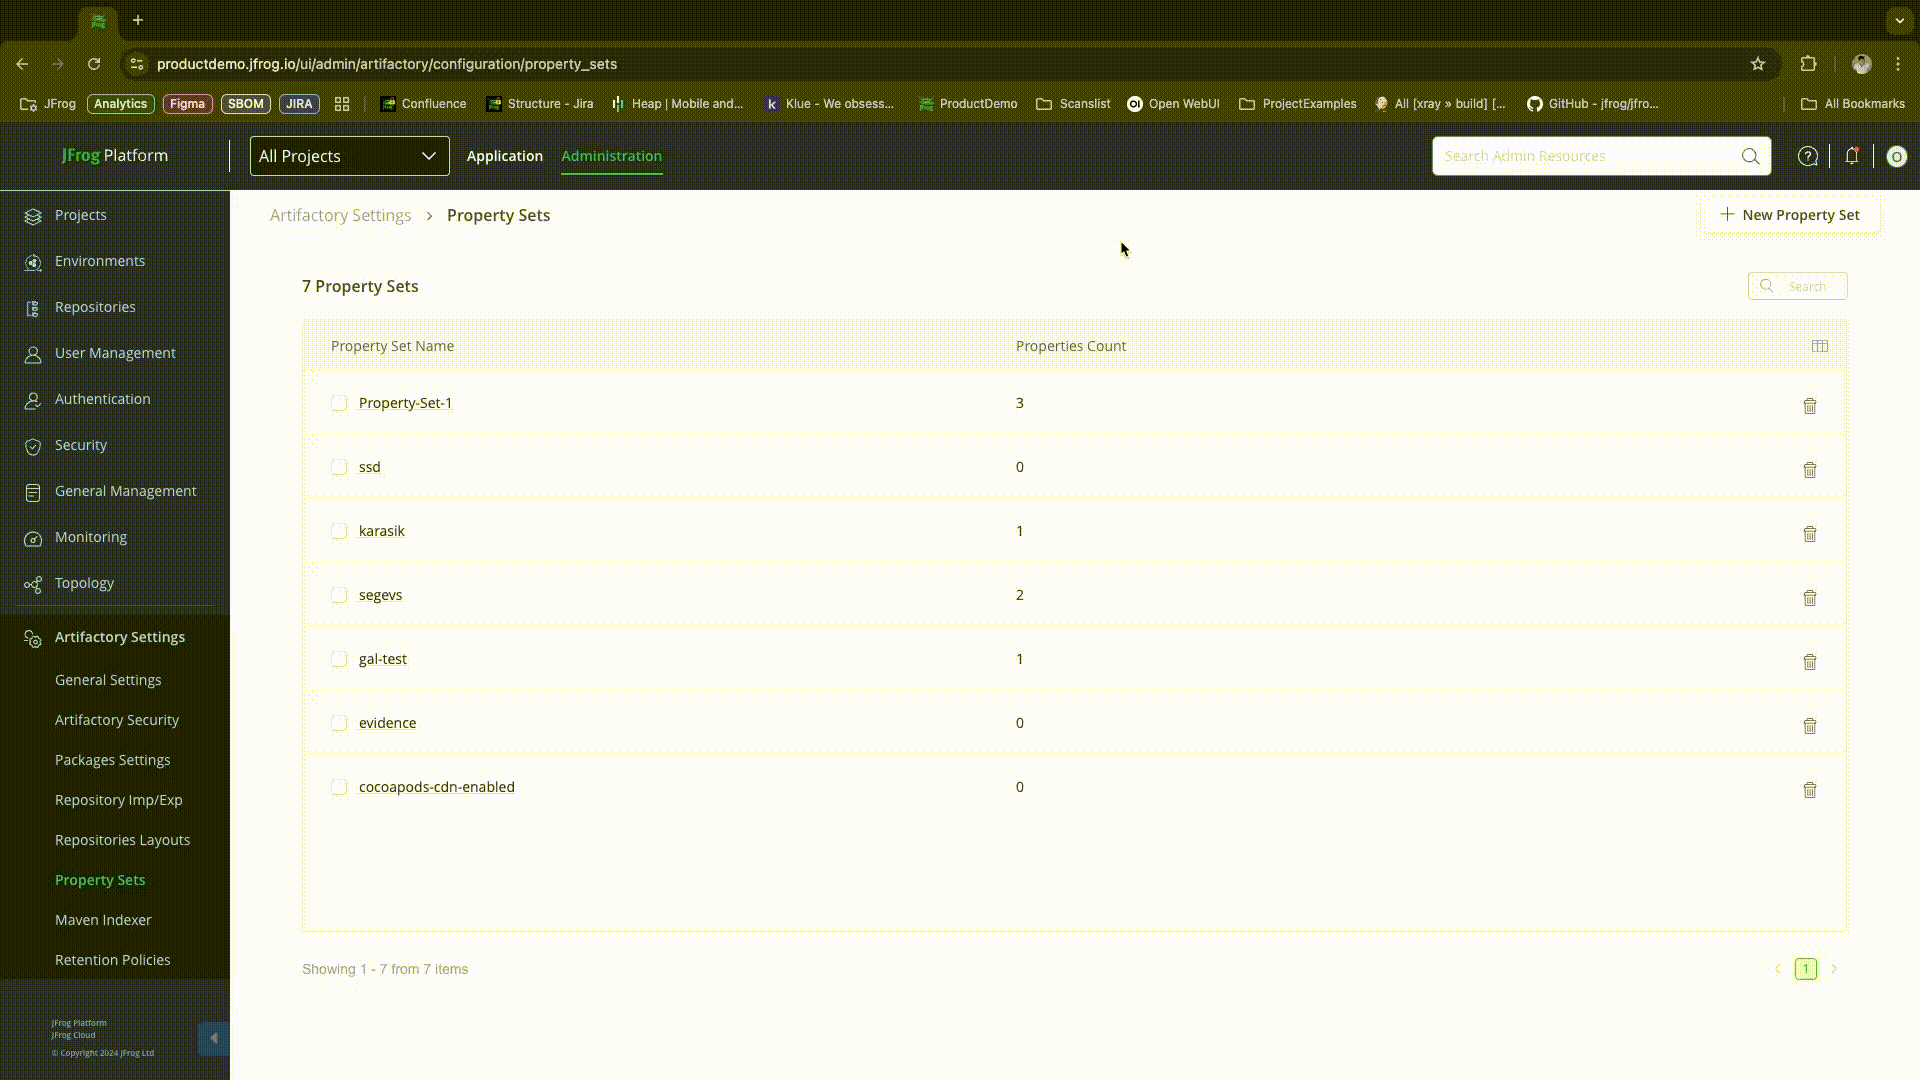 productdemo.jfrog.io/ui/admin/artifactory/configuration/property_sets
JFrog Analytics Figma SBOM JIRA Confluence Structure - Jira Heap | Mobile and... Klue - We obsess... ProductDemo Scanslist Open WebUI ProjectExamples All [xray » build] [... GitHub - jfrog/jfro... All Bookmarks
JFrog Platform All Projects Application Administration Search Admin Resources O
Projects
Environments
Repositories
User Management
Authentication
Security
General Management
Monitoring
Topology
Artifactory Settings
General Settings
Artifactory Security
Packages Settings
Repository Imp/Exp
Repositories Layouts
Property Sets
Maven Indexer
Retention Policies
JFrog Platform
JFrog Cloud
© Copyright 2024 JFrog Ltd
Artifactory Settings > Property Sets
+ New Property Set
7 Property Sets
Search
Property Set Name Properties Count
Property-Set-1 3
ssd 0
karasik 1
segevs 2
gal-test 1
evidence 0
cocoapods-cdn-enabled 0
Showing 1 - 7 from 7 items
< 1 >